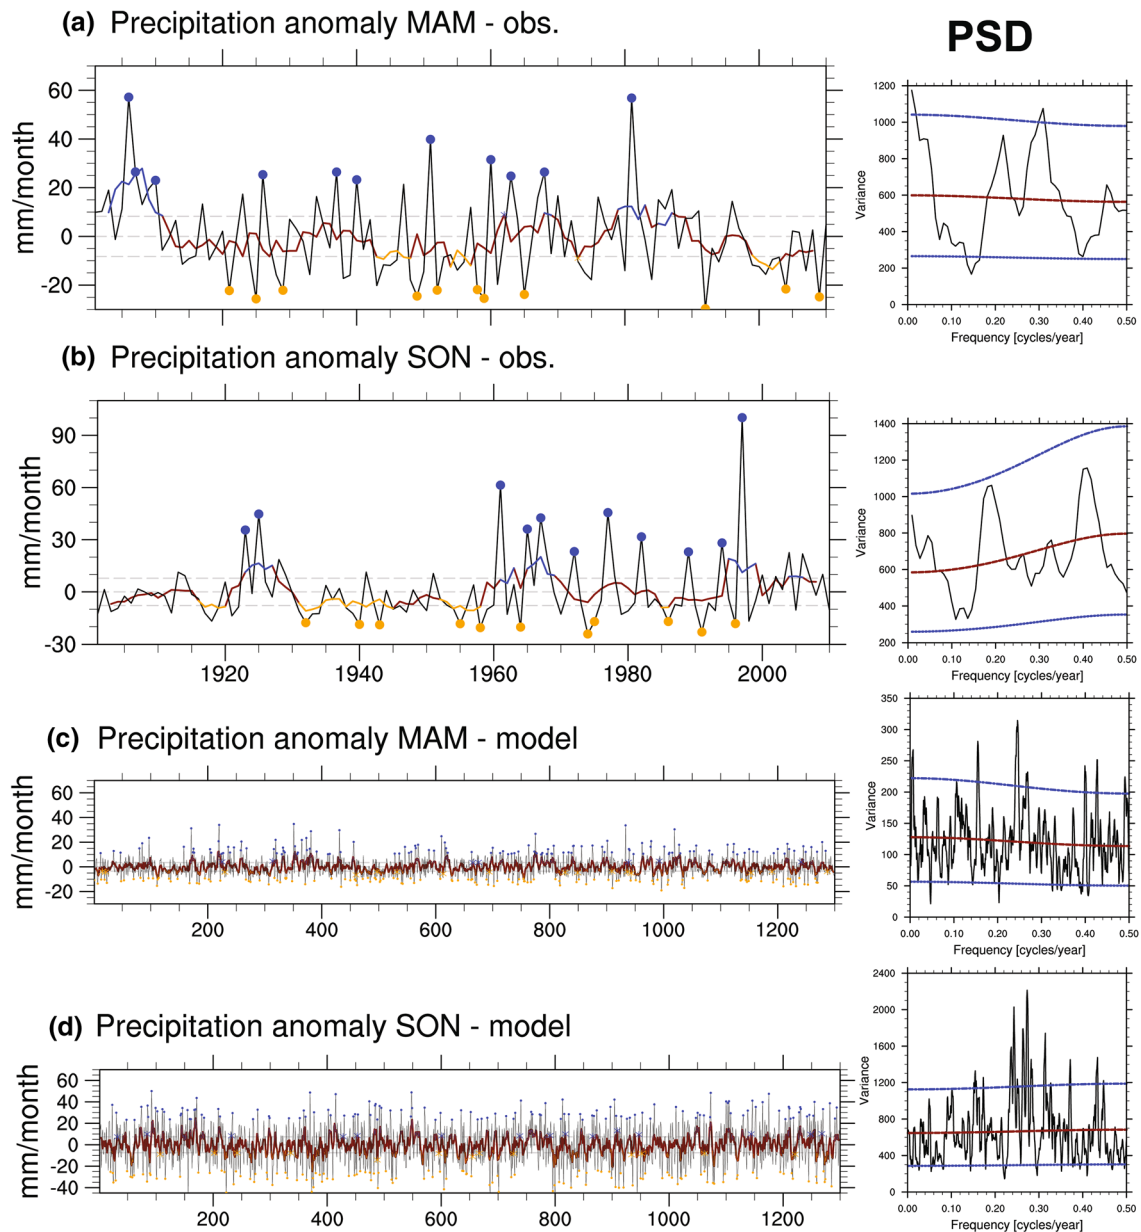 (a) Precipitation anomaly MAM - obs.
PSD
mm/month
60
40
20
0
-20
Variance
1200
1000
800
600
400
200
0
0.00 0.10 0.20 0.30 0.40 0.50
Frequency [cycles/year]
(b) Precipitation anomaly SON - obs.
mm/month
90
60
30
0
-30
1920 1940 1960 1980 2000
Variance
1400
1200
1000
800
600
400
200
0.00 0.10 0.20 0.30 0.40 0.50
Frequency [cycles/year]
(c) Precipitation anomaly MAM - model
mm/month
60
40
20
0
-20
200 400 600 800 1000 1200
Variance
350
300
250
200
150
100
50
0
0.00 0.10 0.20 0.30 0.40 0.50
Frequency [cycles/year]
(d) Precipitation anomaly SON - model
mm/month
60
40
20
0
-20
-40
200 400 600 800 1000 1200
Variance
2400
2000
1600
1200
800
400
0
0.00 0.10 0.20 0.30 0.40 0.50
Frequency [cycles/year]